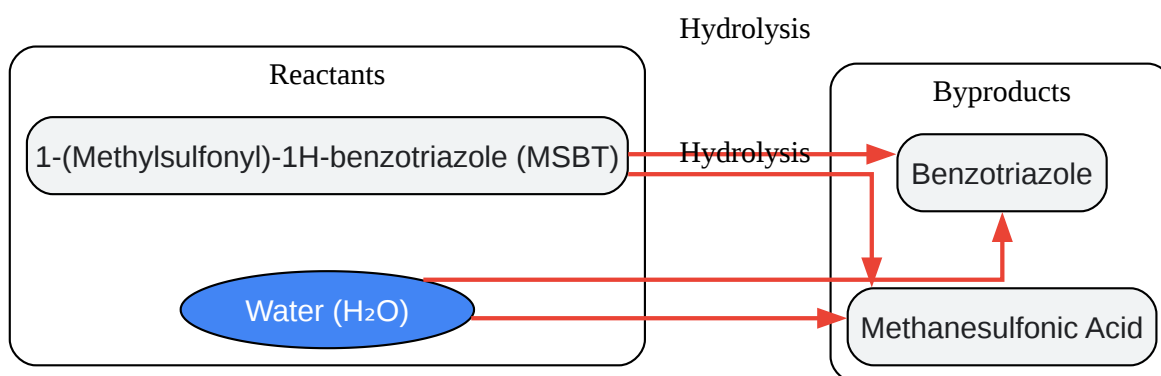 Hydrolysis
Reactants
Byproducts
1-(Methylsulfonyl)-1H-benzotriazole (MSBT)
Hydrolysis
Benzotriazole
Water (H₂O)
Methanesulfonic Acid